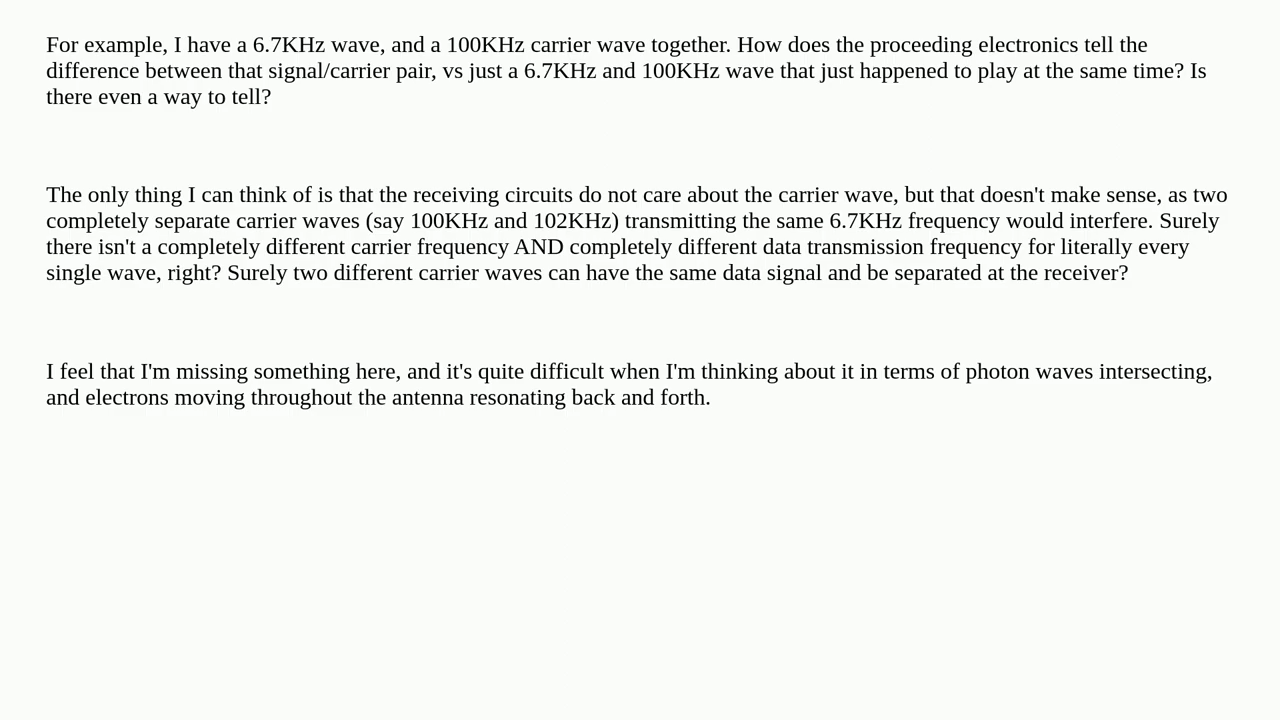 For example, I have a 6.7KHz wave, and a 100KHz carrier wave together. How does the proceeding electronics tell the
difference between that signal/carrier pair, vs just a 6.7KHz and 100KHz wave that just happened to play at the same time? Is
there even a way to tell?
The only thing I can think of is that the receiving circuits do not care about the carrier wave, but that doesn't make sense, as two
completely separate carrier waves (say 100KHz and 102KHz) transmitting the same 6.7KHz frequency would interfere. Surely
there isn't a completely different carrier frequency AND completely different data transmission frequency for literally every
single wave, right? Surely two different carrier waves can have the same data signal and be separated at the receiver?
I feel that I'm missing something here, and it's quite difficult when I'm thinking about it in terms of photon waves intersecting,
and electrons moving throughout the antenna resonating back and forth.